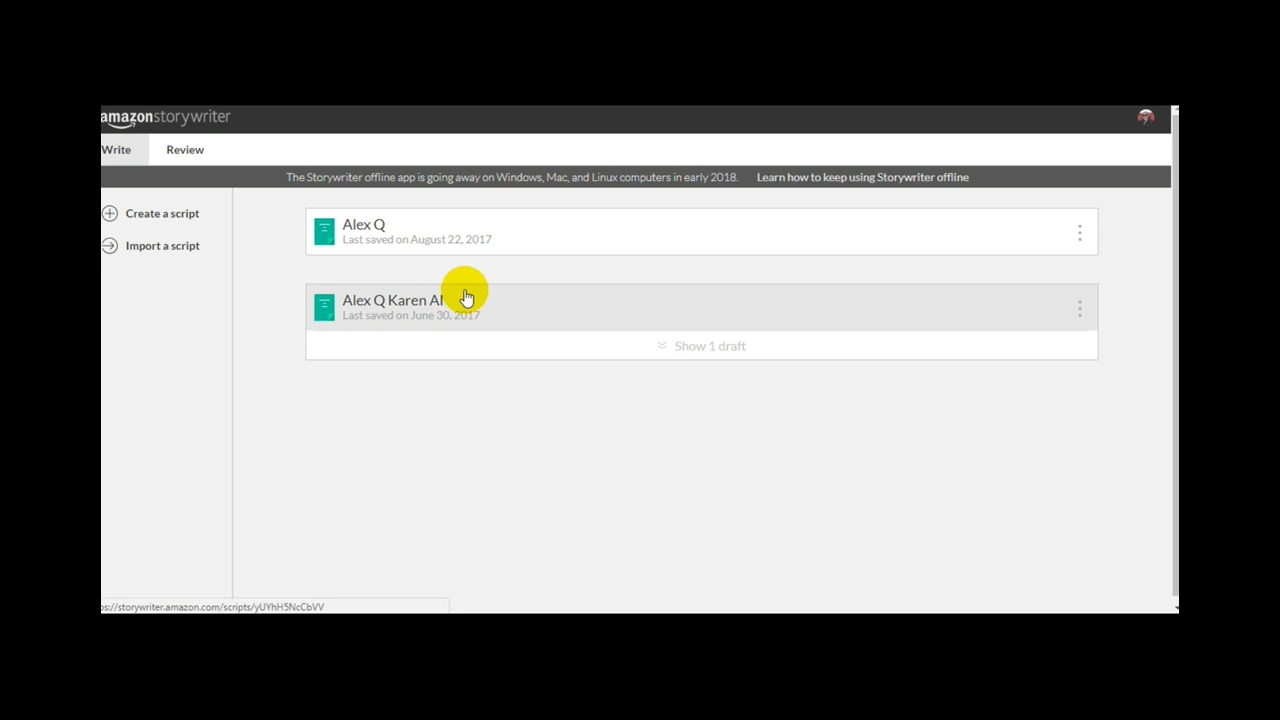 amazonstorywriter
Write Review
The Storywriter offline app is going away on Windows, Mac, and Linux computers in early 2018. Learn how to keep using Storywriter offline
Create a script
Import a script
Alex Q
Last saved on August 22, 2017
Alex Q Karen AI
Last saved on June 30, 2017
Show 1 draft
ps://storywriter.amazon.com/scripts/yUYhH5NcCbVV